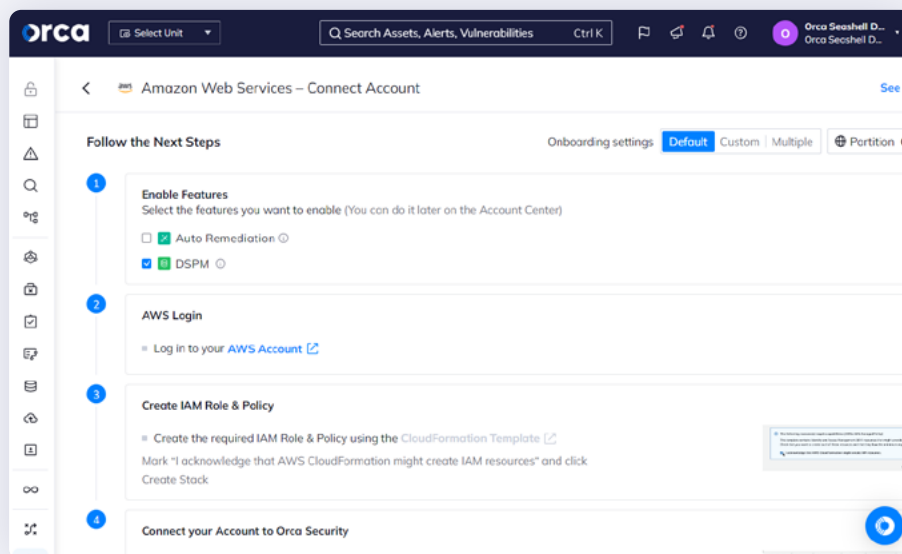 orca
Select Unit
Search Assets, Alerts, Vulnerabilities
Ctrl K
O
Orca Seashell D...
Orca Seashell D...
aws
Amazon Web Services – Connect Account
See
Follow the Next Steps
Onboarding settings
Default
Custom
Multiple
Partition
1
Enable Features
Select the features you want to enable (You can do it later on the Account Center)
Auto Remediation
DSPM
2
AWS Login
Log in to your AWS Account
3
Create IAM Role & Policy
Create the required IAM Role & Policy using the CloudFormation Template
Mark “I acknowledge that AWS CloudFormation might create IAM resources” and click
Create Stack
4
Connect your Account to Orca Security